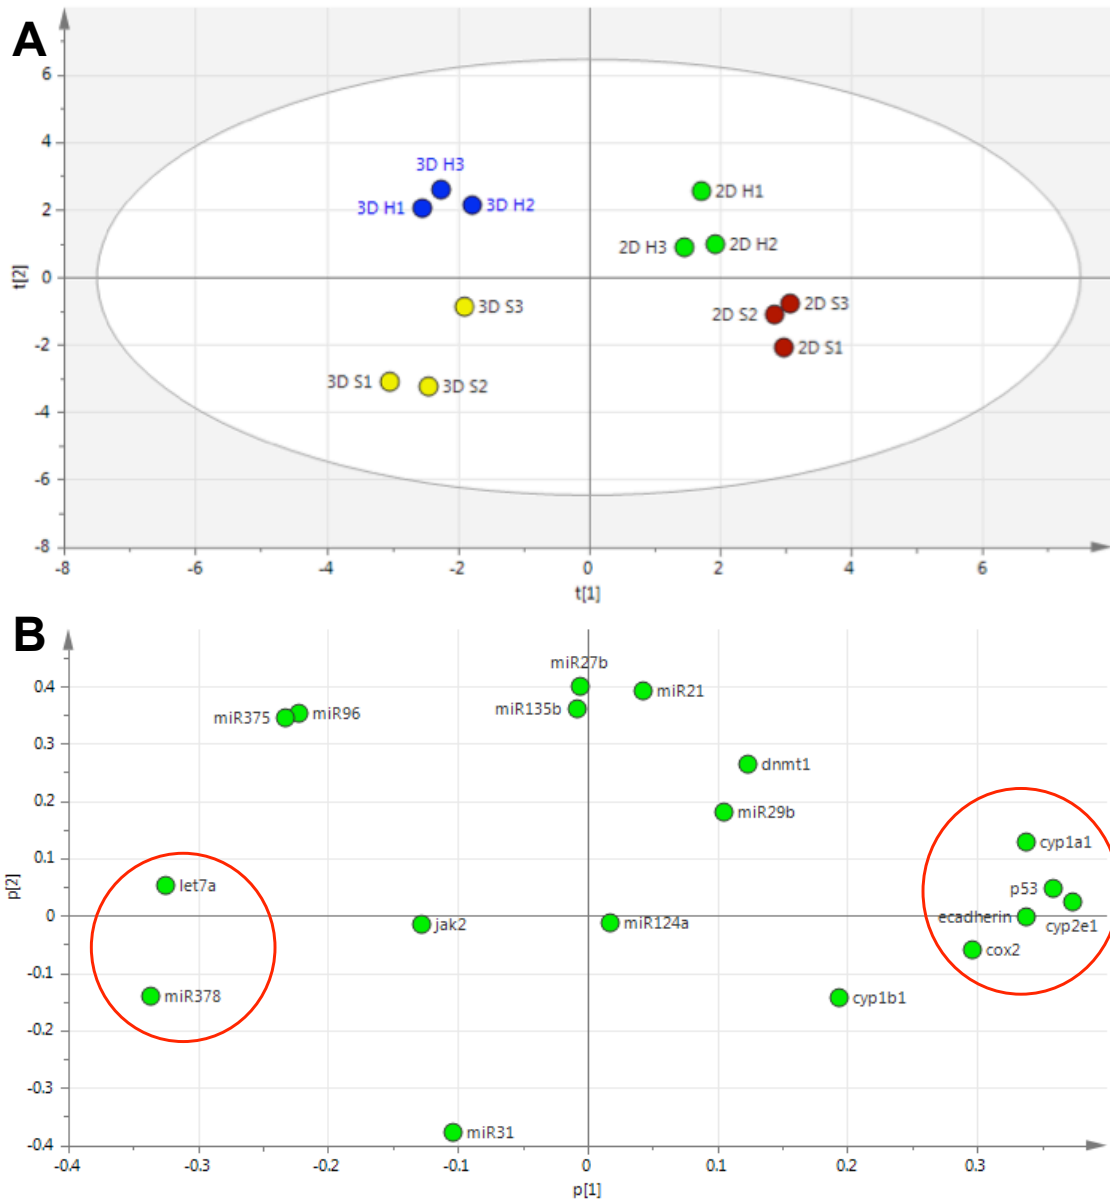 A
6
4
2
0
-2
-4
-6
-8
t[2]
3D H3
3D H1
3D H2
2D H1
2D H3
2D H2
3D S3
2D S3
2D S2
2D S1
3D S1
3D S2
-8 -6 -4 -2 0 2 4 6
t[1]
B
0.4
0.3
0.2
0.1
0
-0.1
-0.2
-0.3
-0.4
p[2]
miR27b
miR21
miR135b
miR375
miR96
dnmt1
miR29b
cyp1a1
let7a
p53
jak2
miR124a
ecadherin
cyp2e1
cox2
miR378
cyp1b1
miR31
-0.4 -0.3 -0.2 -0.1 0 0.1 0.2 0.3
p[1]